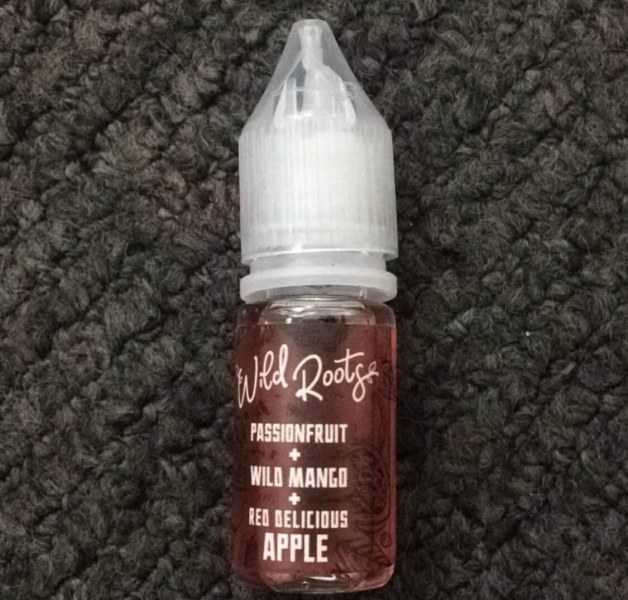 Wild Roots
PASSIONFRUIT
+
WILD MANGO
+
RED DELICIOUS
APPLE